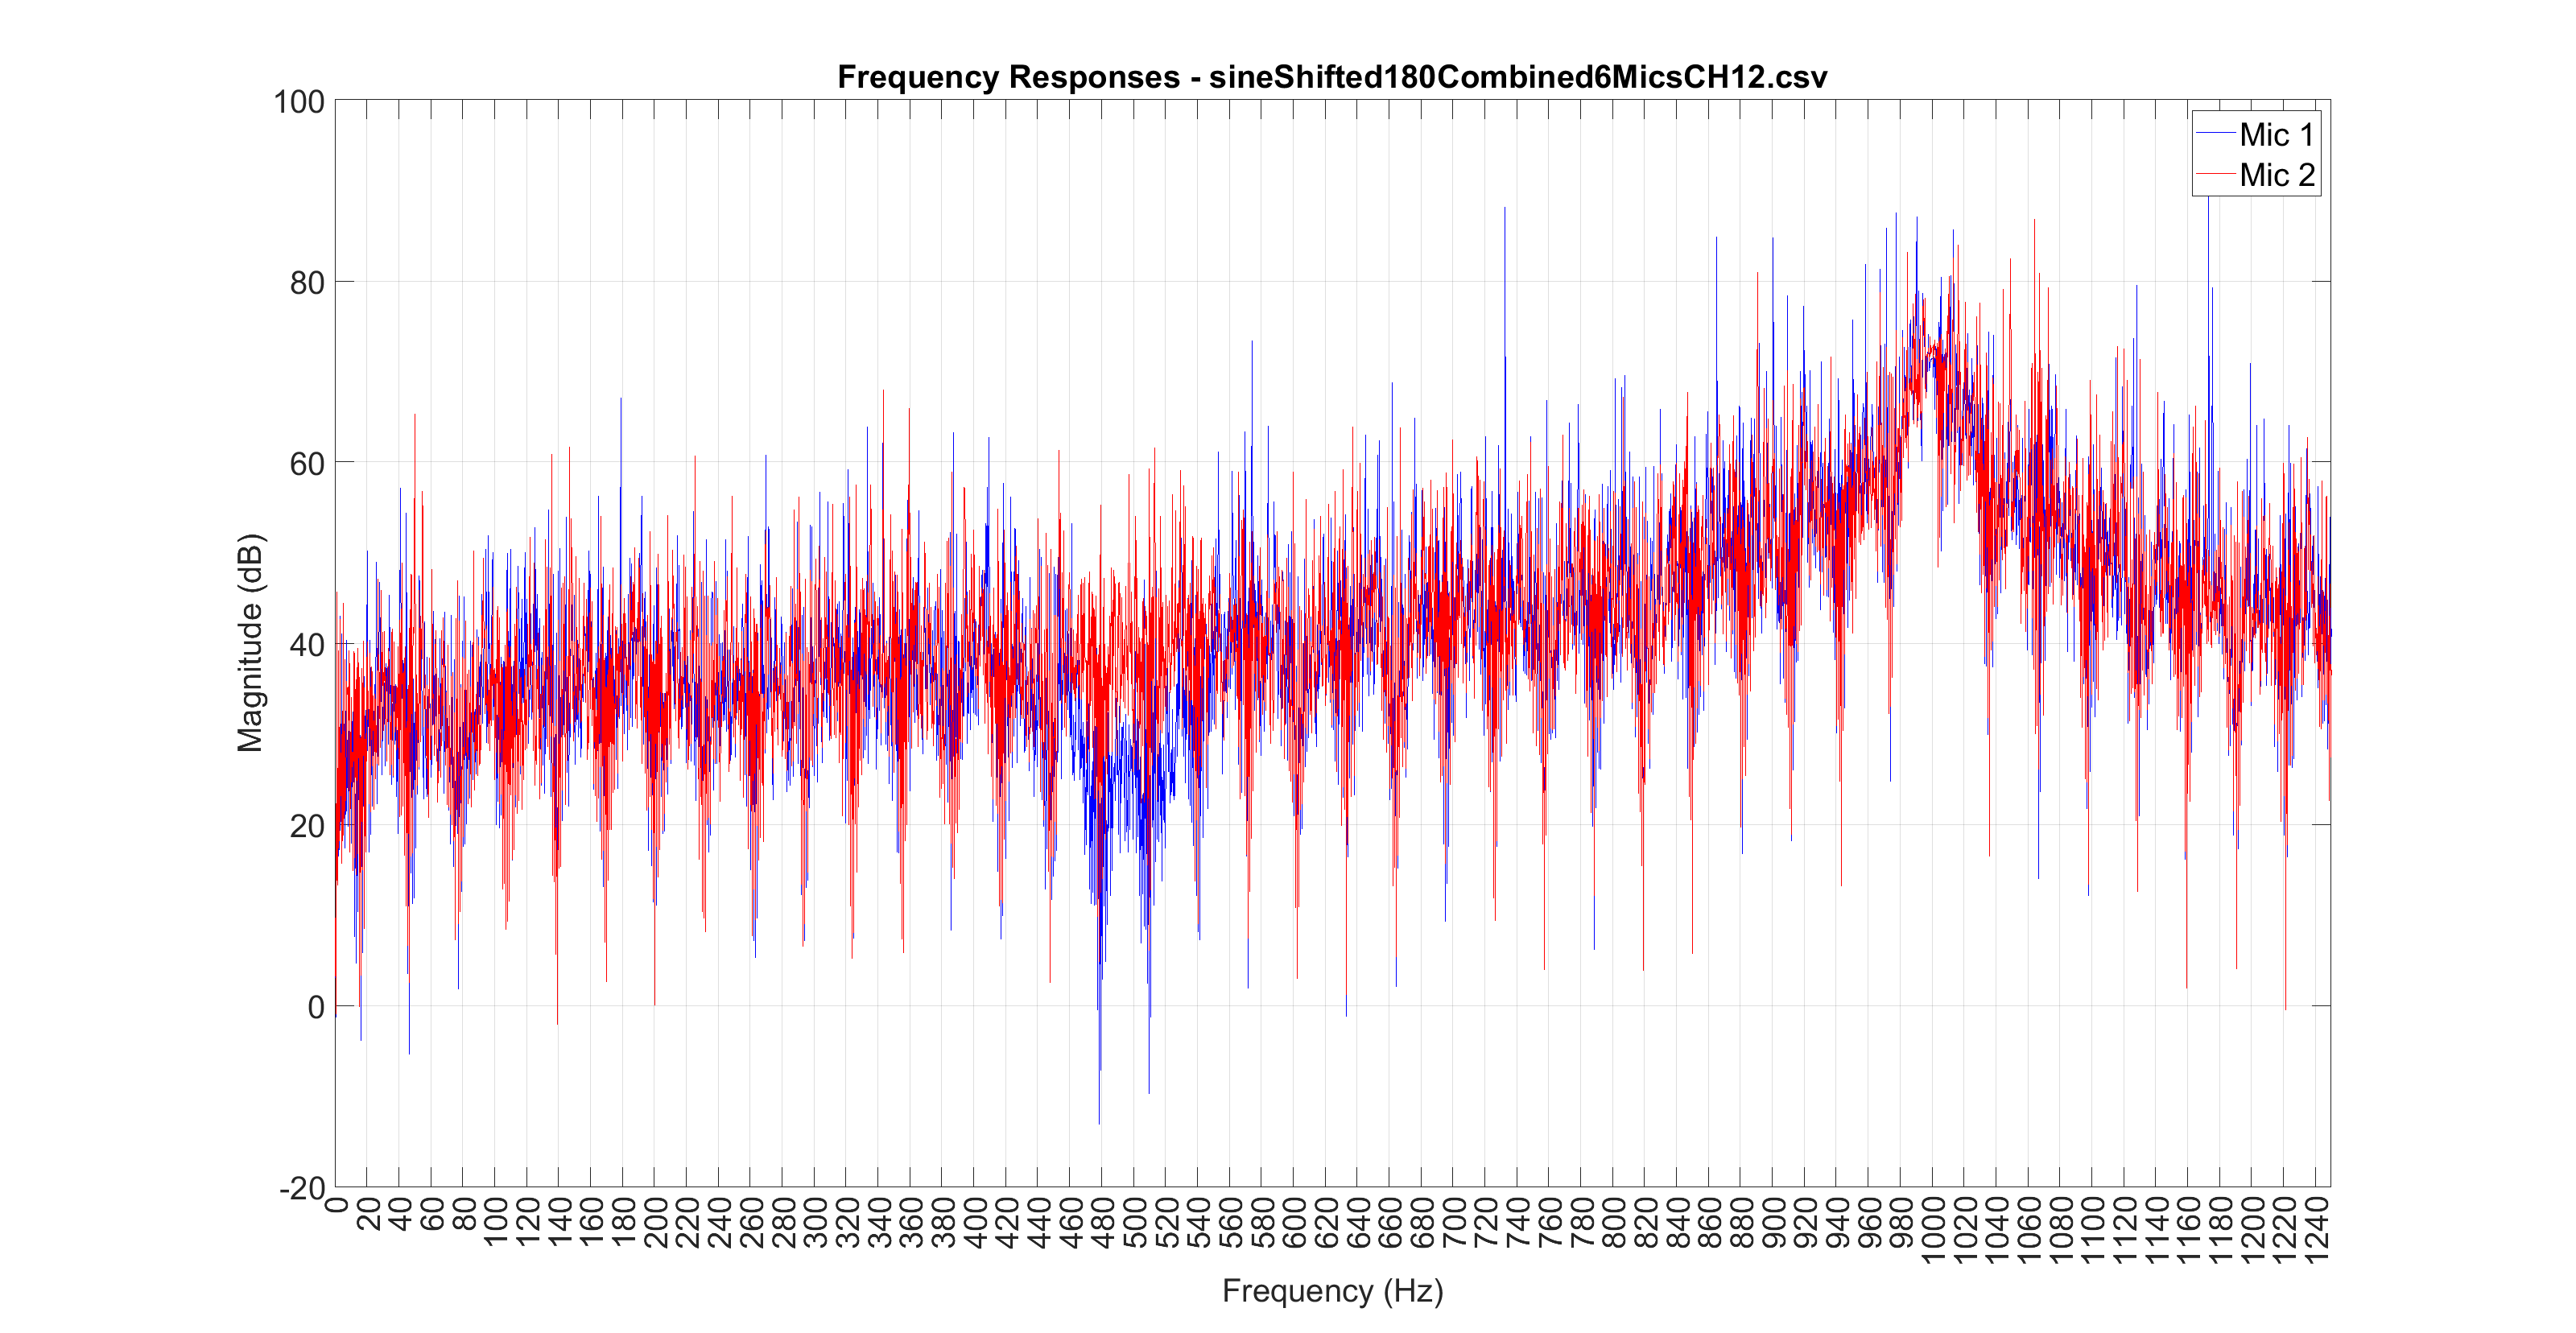 Frequency Responses - sineShifted180Combined6MicsCH12.csv
Mic 1
Mic 2
Magnitude (dB)
100
80
60
40
20
0
-20
0 20 40 60 80 100 120 140 160 180 200 220 240 260 280 300 320 340 360 380 400 420 440 460 480 500 520 540 560 580 600 620 640 660 680 700 720 740 760 780 800 820 840 860 880 900 920 940 960 980 1000 1020 1040 1060 1080 1100 1120 1140 1160 1180 1200 1220 1240
Frequency (Hz)